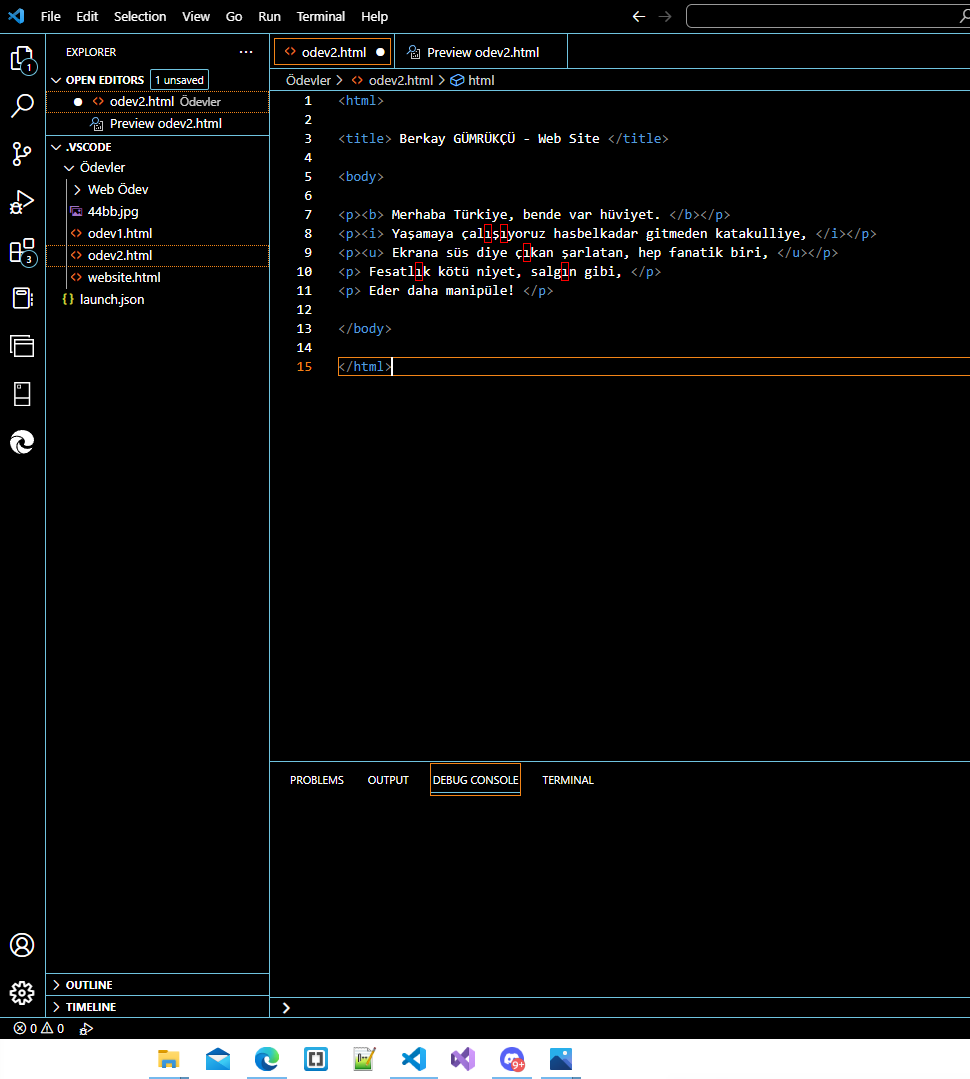 File Edit Selection View Go Run Terminal Help
EXPLORER
OPEN EDITORS 1 unsaved
odev2.html Ödevler
Preview odev2.html
.VSCODE
Ödevler
Web Ödev
44bb.jpg
odev1.html
odev2.html
website.html
{} launch.json
OUTLINE
TIMELINE
1
3
odev2.html Preview odev2.html
Ödevler > odev2.html > html
1 <html>
2
3 <title> Berkay GÜMRÜKÇÜ - Web Site </title>
4
5 <body>
6
7 <p><b> Merhaba Türkiye, bende var hüviyet. </b></p>
8 <p><i> Yaşamaya çalışıyoruz hasbelkadar gitmeden katakulliye, </i></p>
9 <p><u> Ekrana süs diye çıkan şarlatan, hep fanatik biri, </u></p>
10 <p> Fesatlık kötü niyet, salgın gibi, </p>
11 <p> Eder daha manipüle! </p>
12
13 </body>
14
15 </html>
PROBLEMS OUTPUT DEBUG CONSOLE TERMINAL
0 0
9+